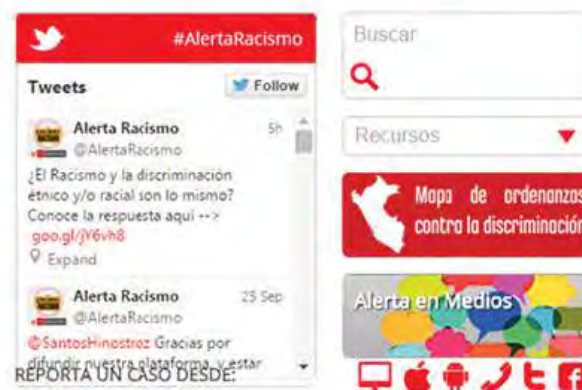 #AlertaRacismo
Tweets
Follow
Alerta Racismo
5h
@AlertaRacismo
¿El Racismo y la discriminación
étnico y/o racial son lo mismo?
Conoce la respuesta aquí -->
goo.gl/jY6vh8
Expand
Alerta Racismo
25 Sep
@AlertaRacismo
@SantosHinostroz Gracias por
difundir nuestra plataforma, y estar
REPORTA UN CASO DESDE:
Buscar
Recursos
Mapa de ordenanzas
contra la discriminación
Alerta en Medios